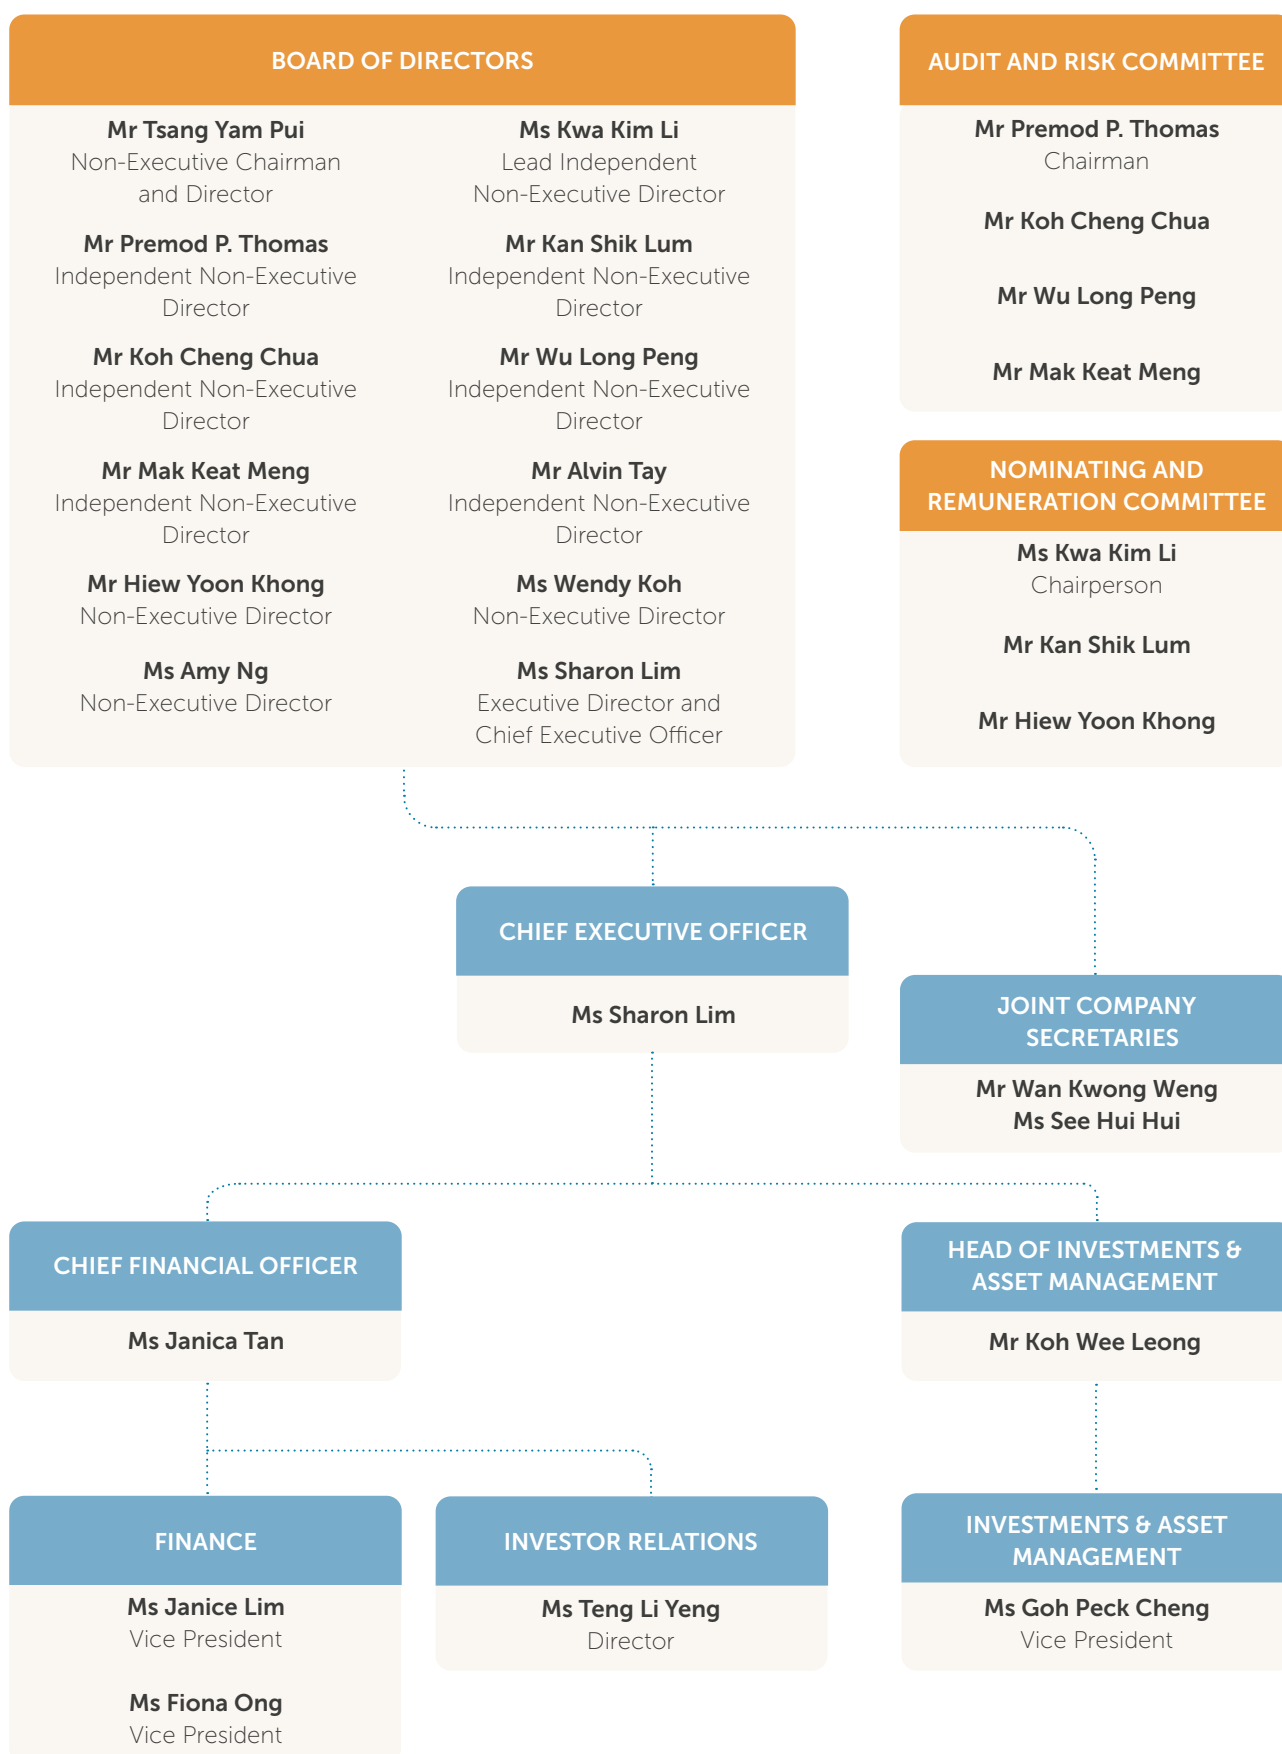 BOARD OF DIRECTORS
Mr Tsang Yam Pui
Non-Executive Chairman
and Director
Ms Kwa Kim Li
Lead Independent
Non-Executive Director
Mr Premod P. Thomas
Independent Non-Executive
Director
Mr Kan Shik Lum
Independent Non-Executive
Director
Mr Koh Cheng Chua
Independent Non-Executive
Director
Mr Wu Long Peng
Independent Non-Executive
Director
Mr Mak Keat Meng
Independent Non-Executive
Director
Mr Alvin Tay
Independent Non-Executive
Director
Mr Hiew Yoon Khong
Non-Executive Director
Ms Wendy Koh
Non-Executive Director
Ms Amy Ng
Non-Executive Director
Ms Sharon Lim
Executive Director and
Chief Executive Officer
AUDIT AND RISK COMMITTEE
Mr Premod P. Thomas
Chairman
Mr Koh Cheng Chua
Mr Wu Long Peng
Mr Mak Keat Meng
NOMINATING AND
REMUNERATION COMMITTEE
Ms Kwa Kim Li
Chairperson
Mr Kan Shik Lum
Mr Hiew Yoon Khong
CHIEF EXECUTIVE OFFICER
Ms Sharon Lim
JOINT COMPANY
SECRETARIES
Mr Wan Kwong Weng
Ms See Hui Hui
CHIEF FINANCIAL OFFICER
Ms Janica Tan
HEAD OF INVESTMENTS &
ASSET MANAGEMENT
Mr Koh Wee Leong
FINANCE
Ms Janice Lim
Vice President
Ms Fiona Ong
Vice President
INVESTOR RELATIONS
Ms Teng Li Yeng
Director
INVESTMENTS & ASSET
MANAGEMENT
Ms Goh Peck Cheng
Vice President